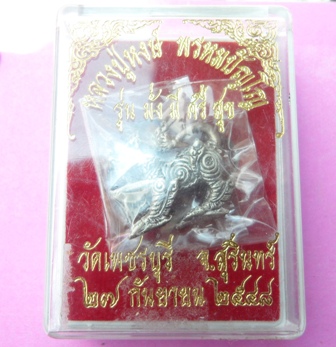 หลวงปู่หงษ์ พรหมปัญโญ
รุ่น มั่ง มี ศรี สุข
วัดเพชรบุรี จ.สุรินทร์
๒๗ กันยายน ๒๕๔๘